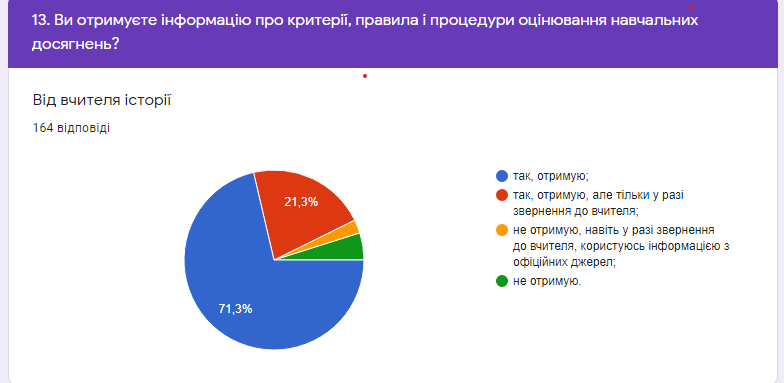 13. Ви отримуєте інформацію про критерії, правила і процедури оцінювання навчальних
досягнень?
Від вчителя історії
164 відповіді
21,3%
71,3%
так, отримую;
так, отримую, але тільки у разі
звернення до вчителя;
не отримую, навіть у разі звернення
до вчителя, користуюсь інформацією з
офіційних джерел;
не отримую.